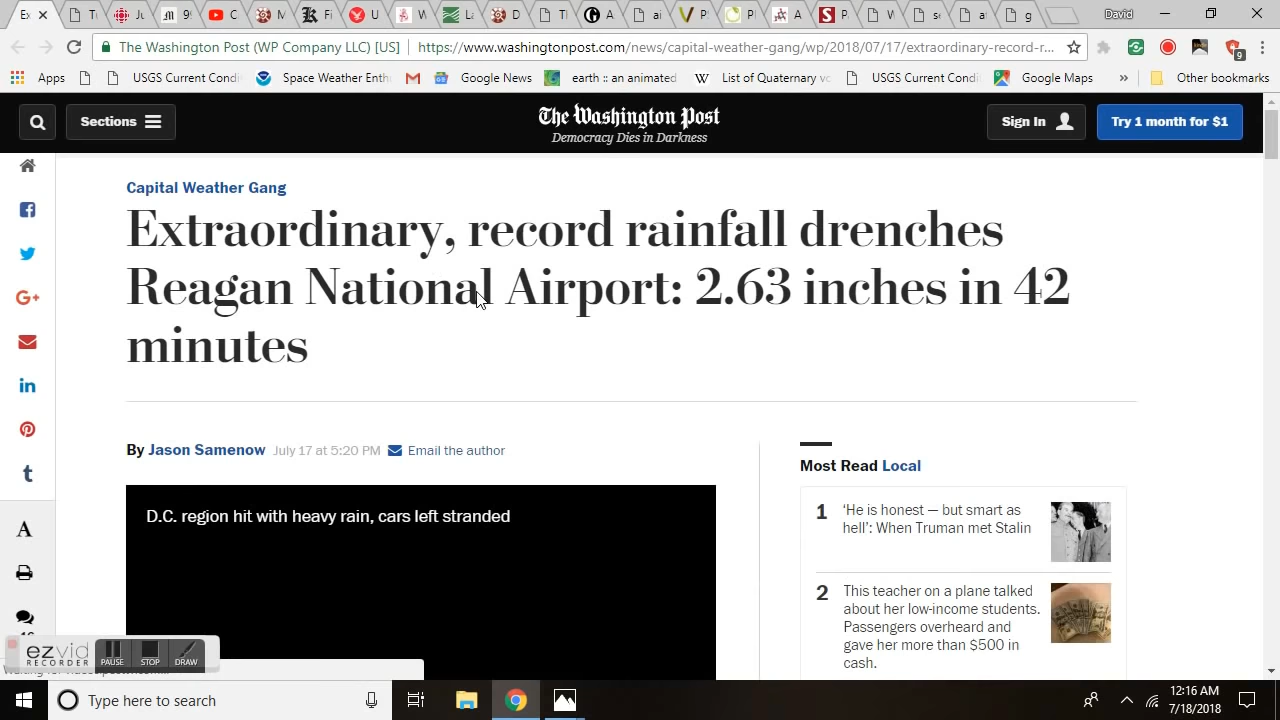 Ex
David
The Washington Post (WP Company LLC) [US]
https://www.washingtonpost.com/news/capital-weather-gang/wp/2018/07/17/extraordinary-record-r...
9
Apps
USGS Current Condi
Space Weather Enth
Google News
earth :: an animated
W
List of Quaternary vo
USGS Current Condi
Google Maps
»
Other bookmarks
Sections
The Washington Post
Democracy Dies in Darkness
Sign In
Try 1 month for $1
Capital Weather Gang
Extraordinary, record rainfall drenches
Reagan National Airport: 2.63 inches in 42
minutes
By Jason Samenow July 17 at 5:20 PM Email the author
Most Read Local
D.C. region hit with heavy rain, cars left stranded
1
‘He is honest — but smart as
hell’: When Truman met Stalin
2
This teacher on a plane talked
about her low-income students.
Passengers overheard and
gave her more than $500 in
cash.
G+
in
t
A
ezvid
RECORDER
PAUSE
STOP
DRAW
Type here to search
12:16 AM
7/18/2018